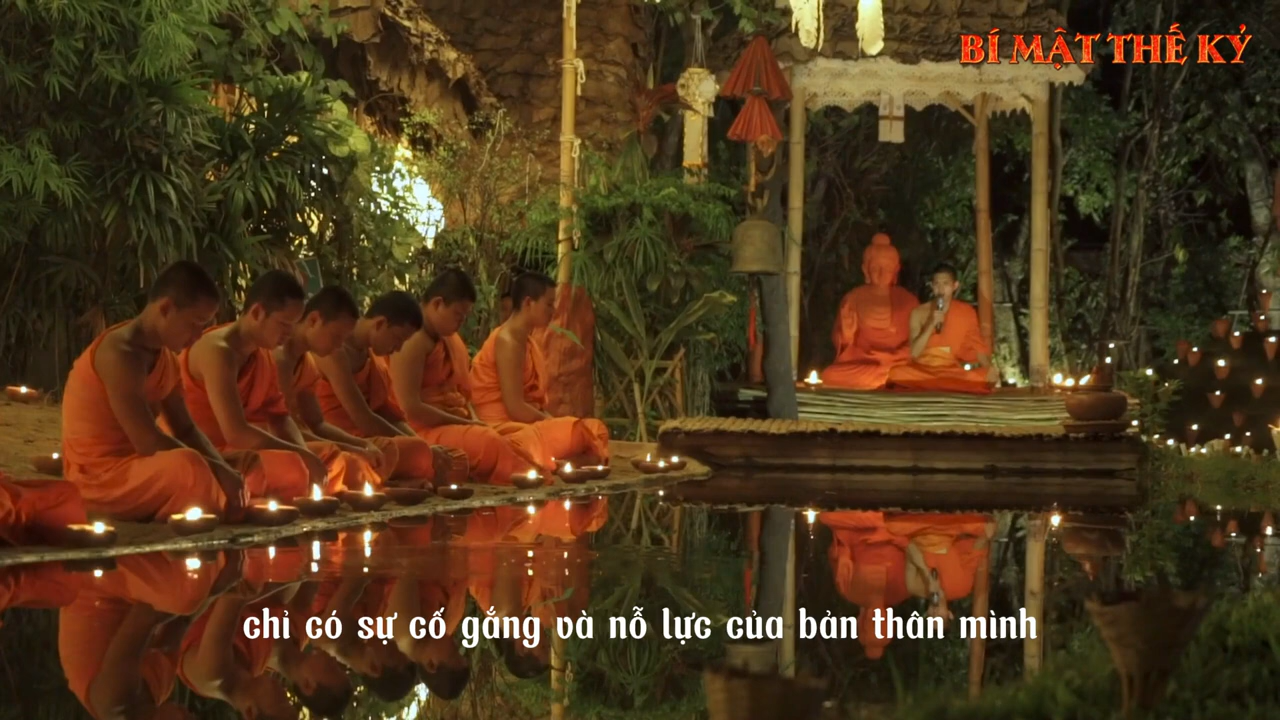 BÍ MẬT THẾ KỶ
chỉ có sự cố gắng và nỗ lực của bản thân mình